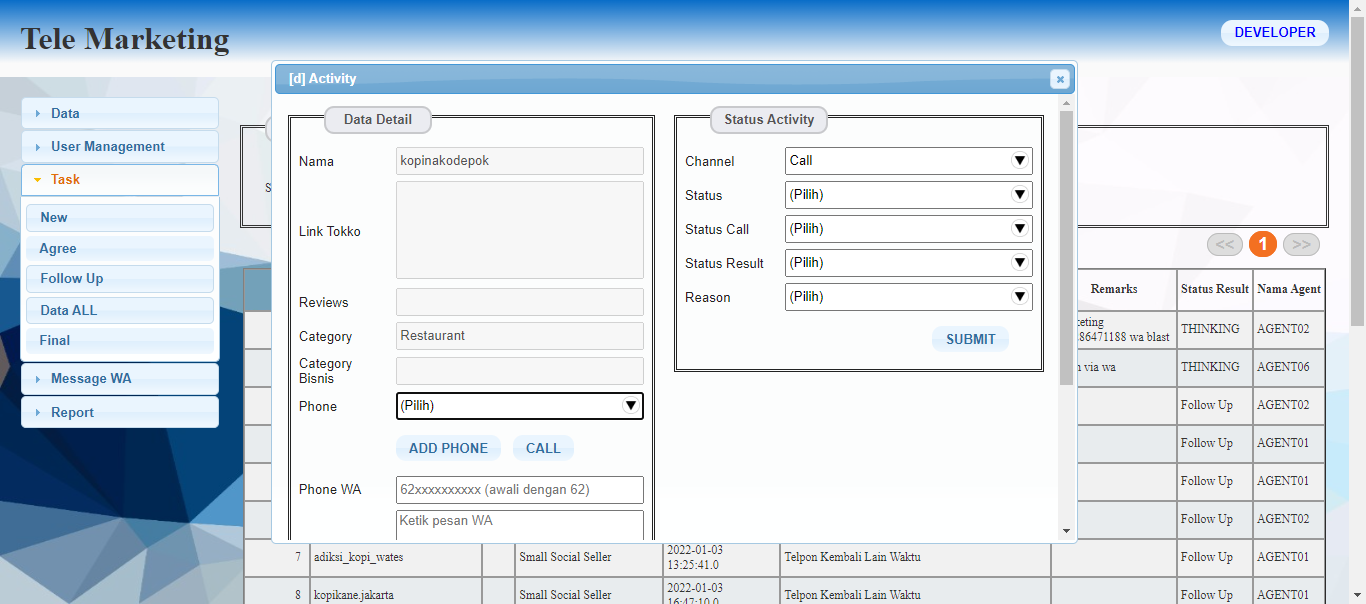 Tele Marketing
DEVELOPER
Data
User Management
Task
New
Agree
Follow Up
Data ALL
Final
Message WA
Report
[d] Activity
Data Detail
Nama
kopinakodepok
Link Tokko
Reviews
Category
Restaurant
Category
Bisnis
Phone
(Pilih)
ADD PHONE
CALL
Phone WA
62xxxxxxxxxx (awali dengan 62)
Ketik pesan WA
Status Activity
Channel
Call
Status
(Pilih)
Status Call
(Pilih)
Status Result
(Pilih)
Reason
(Pilih)
SUBMIT
<< 1 >>
Remarks Status Result Nama Agent
THINKING AGENT02
86471188 wa blast
via wa THINKING AGENT06
Follow Up AGENT02
Follow Up AGENT01
Follow Up AGENT01
Follow Up AGENT02
7 adiksi_kopi_wates Small Social Seller 2022-01-03 Telpon Kembali Lain Waktu Follow Up AGENT01
13:25:41.0
8 kopikane.jakarta Small Social Seller 2022-01-03 Telpon Kembali Lain Waktu Follow Up AGENT01
16:47:10.0